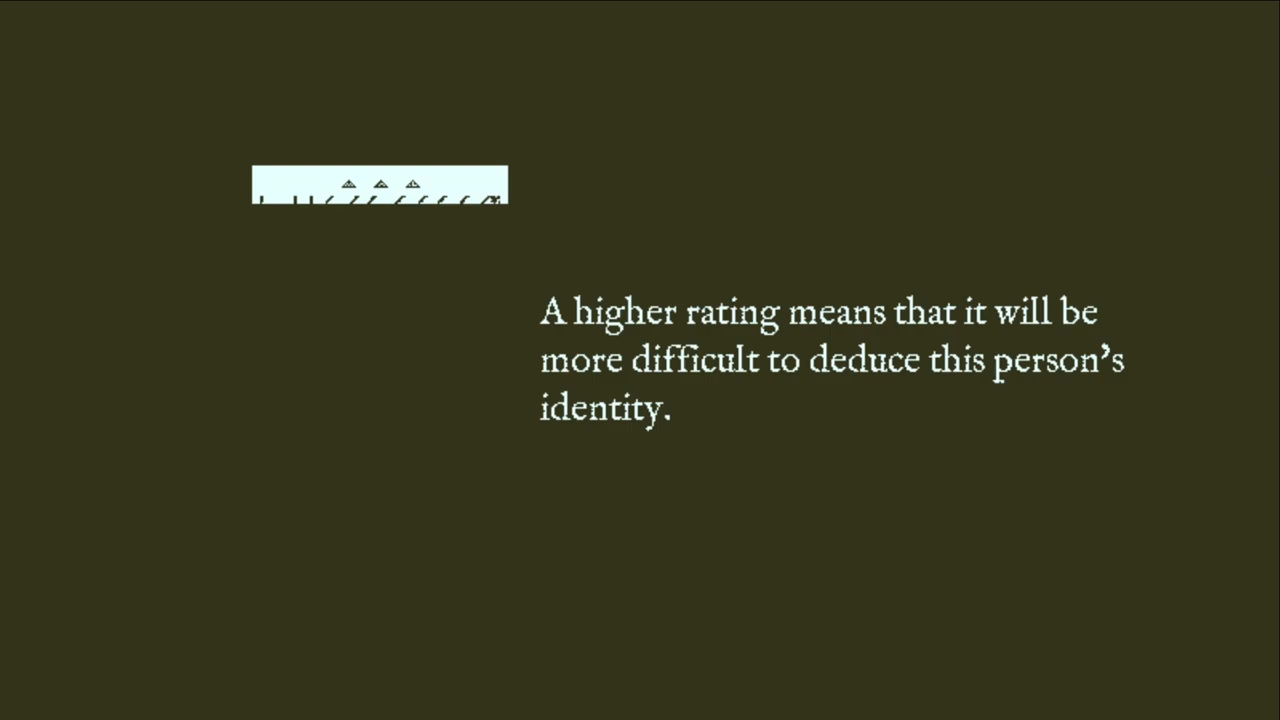 A higher rating means that it will be
more difficult to deduce this person’s
identity.